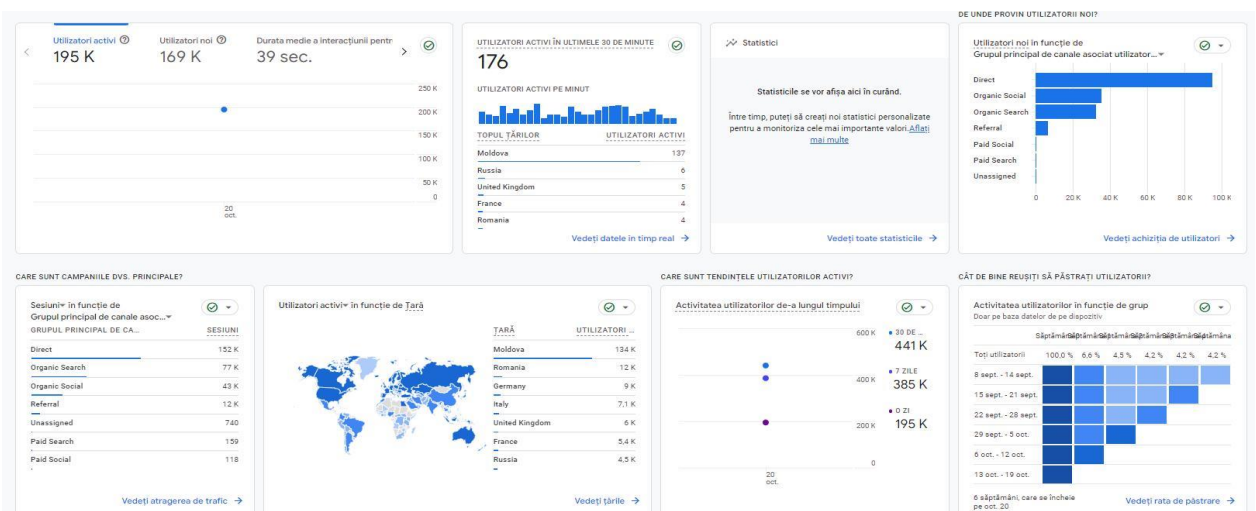 DE UNDE PROVIN UTILIZATORII NOI?
Utilizatori activi
195 K
Utilizatori noi
169 K
Durata medie a interacțiunii pentr
39 sec.
250 K
200 K
150 K
100 K
50 K
0
20
oct.
UTILIZATORI ACTIVI ÎN ULTIMELE 30 DE MINUTE
176
UTILIZATORI ACTIVI PE MINUT
TOPUL ȚĂRILOR UTILIZATORI ACTIVI
Moldova 137
Russia 6
United Kingdom 5
France 4
Romania 4
Vedeți datele în timp real →
Statistici
Statisticile se vor afișa aici în curând.
Între timp, puteți să creați noi statistici personalizate
pentru a monitoriza cele mai importante valori.Aflați
mai multe
Vedeți toate statisticile →
Utilizatori noi în funcție de
Grupul principal de canale asociat utilizator...
Direct
Organic Social
Organic Search
Referral
Paid Social
Paid Search
Unassigned
0 20 K 40 K 60 K 80 K 100 K
Vedeți achiziția de utilizatori →
CARE SUNT CAMPANIILE DVS. PRINCIPALE?
Sesiuni în funcție de
Grupul principal de canale asoc...
GRUPUL PRINCIPAL DE CA... SESIUNI
Direct 152 K
Organic Search 77 K
Organic Social 43 K
Referral 12 K
Unassigned 740
Paid Search 159
Paid Social 118
Vedeți atragerea de trafic →
Utilizatori activi în funcție de Țară
ȚARĂ UTILIZATORI ...
Moldova 134 K
Romania 12 K
Germany 9 K
Italy 7,1 K
United Kingdom 6 K
France 5,4 K
Russia 4,5 K
Vedeți țările →
CARE SUNT TENDINȚELE UTILIZATORILOR ACTIVI?
Activitatea utilizatorilor de-a lungul timpului
600 K
400 K
200 K
0
20
oct.
30 DE ...
441 K
7 ZILE
385 K
O ZI
195 K
CÂT DE BINE REUȘIȚI SĂ PĂSTRAȚI UTILIZATORII?
Activitatea utilizatorilor în funcție de grup
Doar pe baza datelor de pe dispozitiv
Săptămâna
Toți utilizatorii 100,0 % 6,6 % 4,5 % 4,2 % 4,2 % 4,2 %
8 sept. - 14 sept.
15 sept. - 21 sept.
22 sept. - 28 sept.
29 sept. - 5 oct.
6 oct. - 12 oct.
13 oct. - 19 oct.
6 săptămâni, care se încheie
pe oct. 20
Vedeți rata de păstrare →